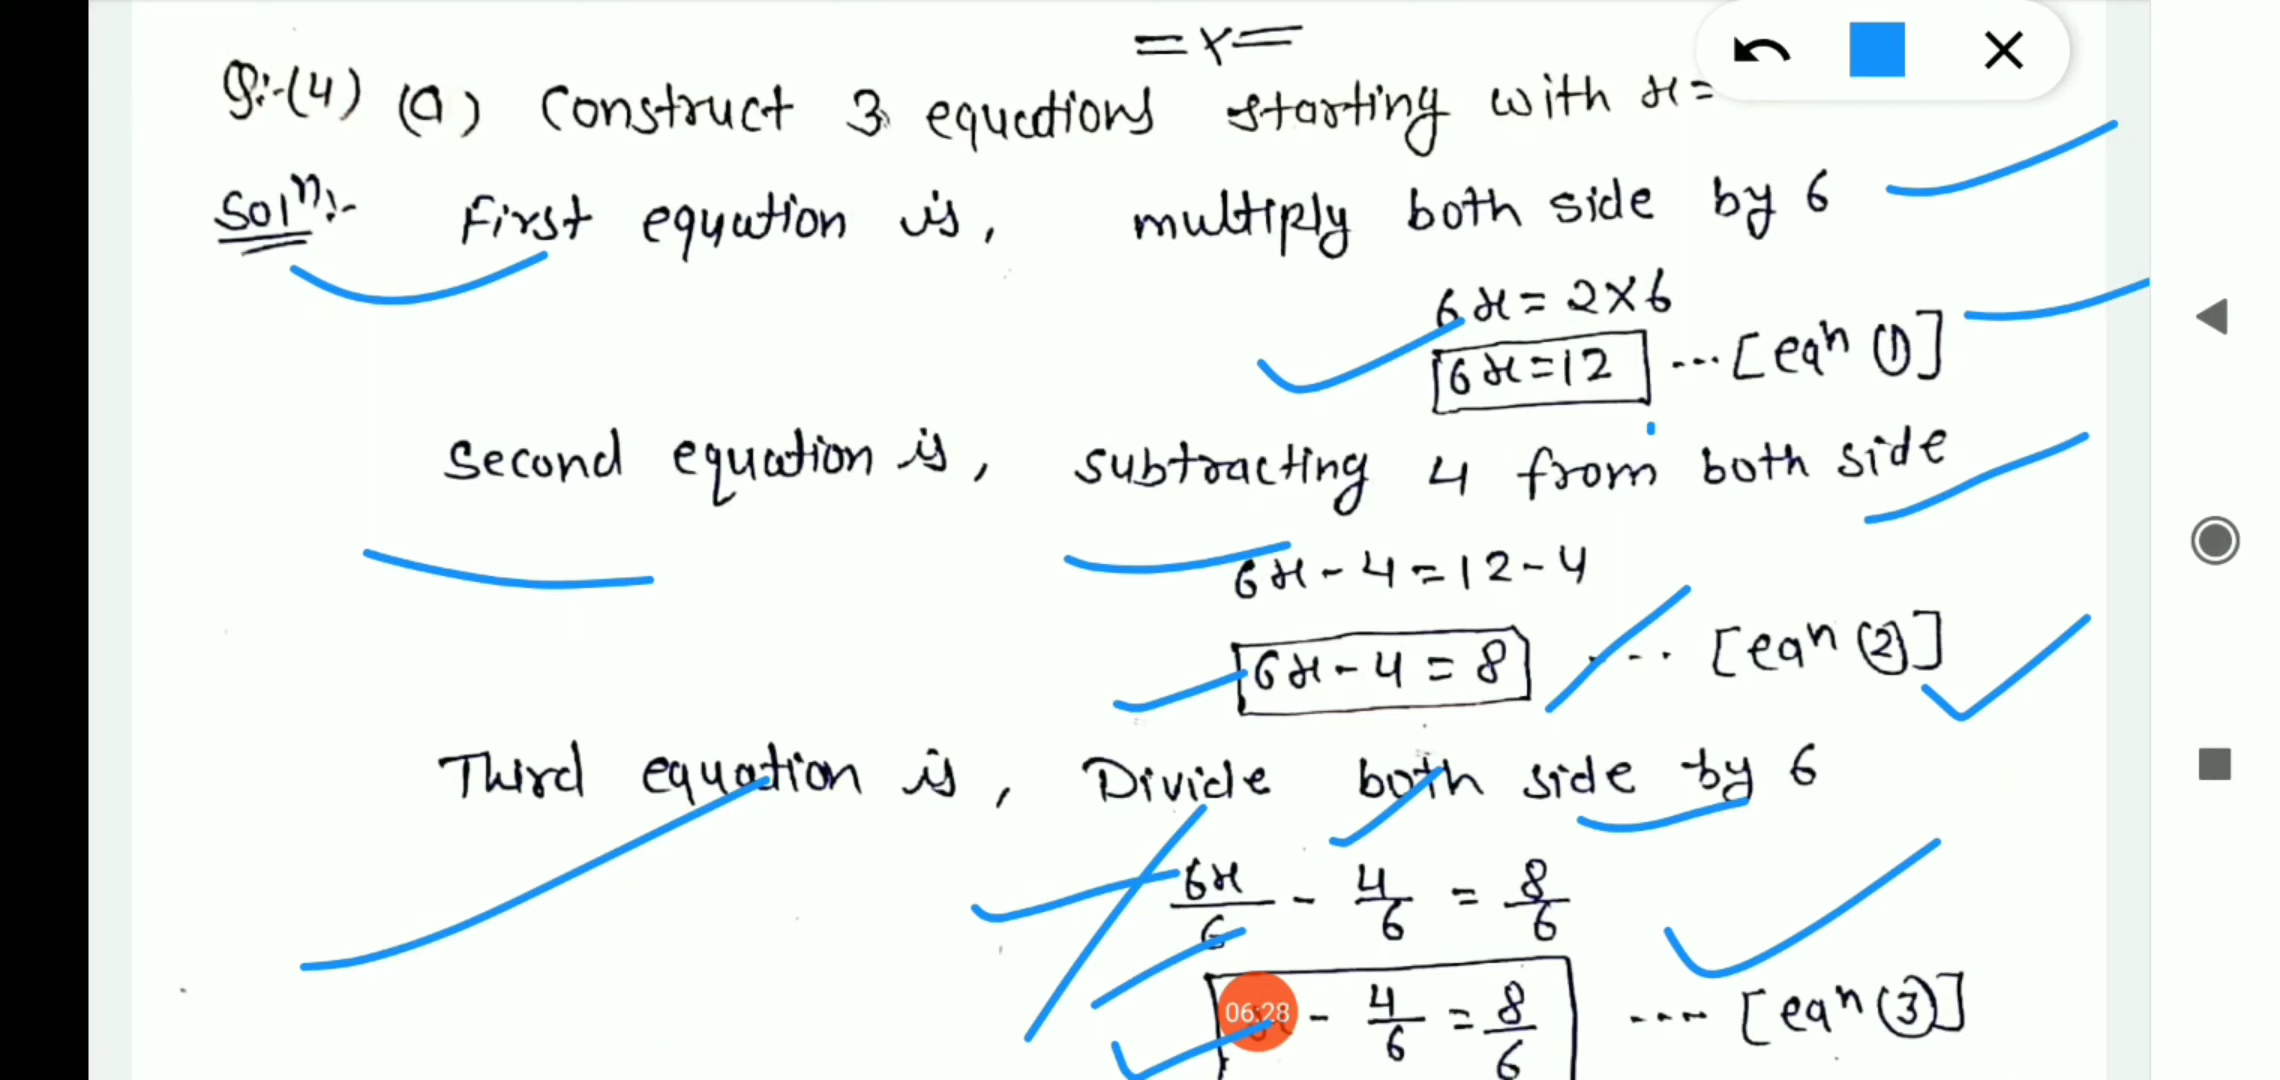 =x=
Q:-(4) (a) Construct 3 equations starting with x=
Solⁿ:- First equation is, multiply both side by 6
6x = 2×6
6x=12 ... [eqⁿ ①]
Second equation is, subtracting 4 from both side
6x - 4 = 12 - 4
6x - 4 = 8 ... [eqⁿ ②]
Third equation is, Divide both side by 6
6x/6 - 4/6 = 8/6
- 4/6 = 8/6 ---- [eqⁿ ③]
06:28